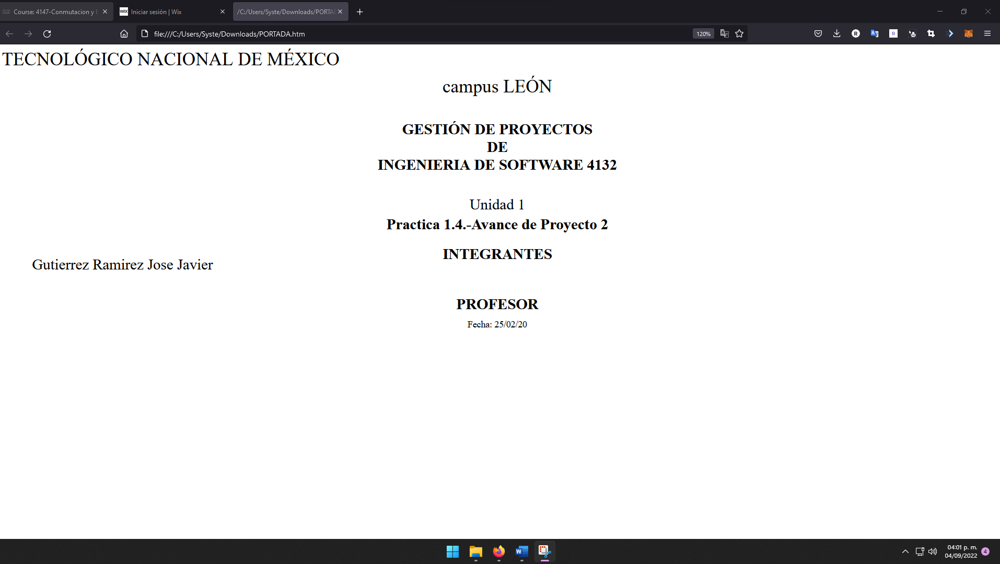 Course: 4147-Conmutacion y E
WIX Iniciar sesión | Wix
/C:/Users/Syste/Downloads/PORTAD
file:///C:/Users/Syste/Downloads/PORTADA.htm
120%
R
B
TECNOLÓGICO NACIONAL DE MÉXICO
campus LEÓN
GESTIÓN DE PROYECTOS
DE
INGENIERIA DE SOFTWARE 4132
Unidad 1
Practica 1.4.-Avance de Proyecto 2
INTEGRANTES
Gutierrez Ramirez Jose Javier
PROFESOR
Fecha: 25/02/20
W
04:01 p. m.
04/09/2022
4